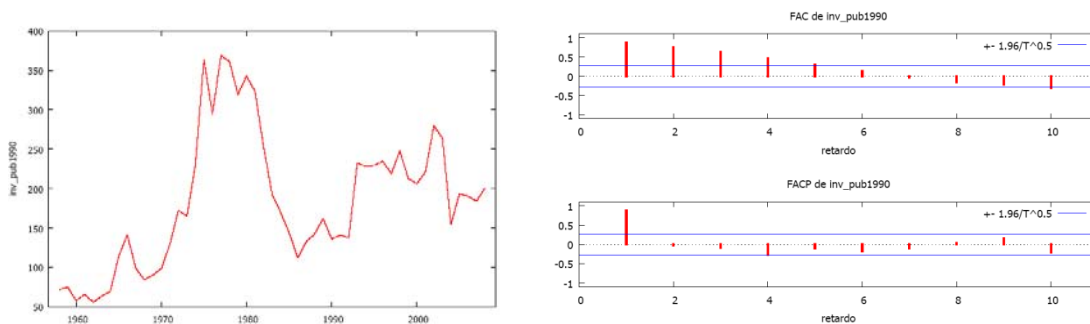 400
350
300
250
200
150
100
50
inv_pub1990
1960 1970 1980 1990 2000
FAC de inv_pub1990
+- 1.96/T^0.5
1
0.5
0
-0.5
-1
0 2 4 6 8 10
retardo
FACP de inv_pub1990
+- 1.96/T^0.5
1
0.5
0
-0.5
-1
0 2 4 6 8 10
retardo